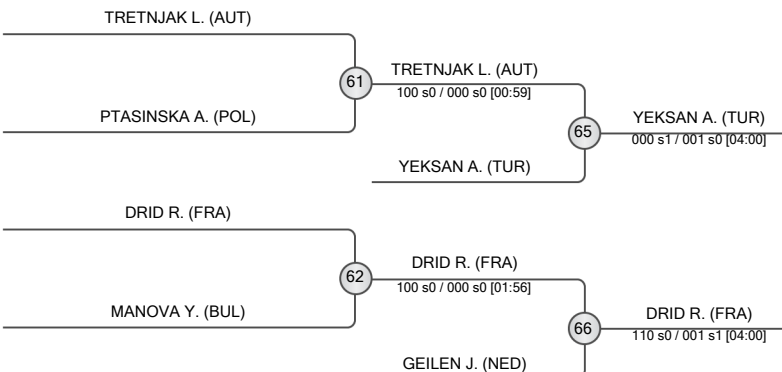 TRETNJAK L. (AUT)
61
TRETNJAK L. (AUT)
100 s0 / 000 s0 [00:59]
PTASINSKA A. (POL)
65
YEKSAN A. (TUR)
000 s1 / 001 s0 [04:00]
YEKSAN A. (TUR)
DRID R. (FRA)
62
DRID R. (FRA)
100 s0 / 000 s0 [01:56]
MANOVA Y. (BUL)
66
DRID R. (FRA)
110 s0 / 001 s1 [04:00]
GEILEN J. (NED)